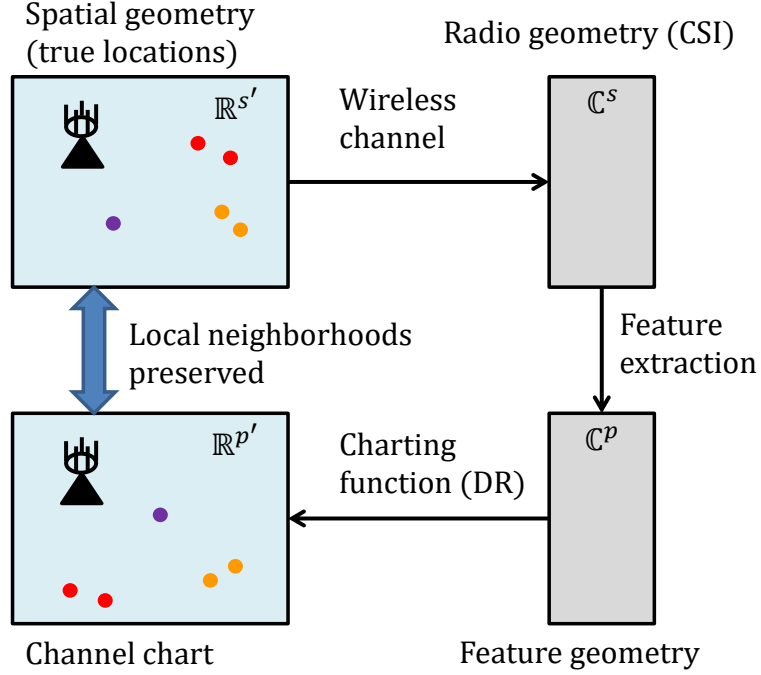 Spatial geometry
(true locations)
Radio geometry (CSI)
ℝ^{s′}
Wireless
channel
ℂ^s
Local neighborhoods
preserved
Feature
extraction
ℝ^{p′}
Charting
function (DR)
ℂ^p
Channel chart
Feature geometry